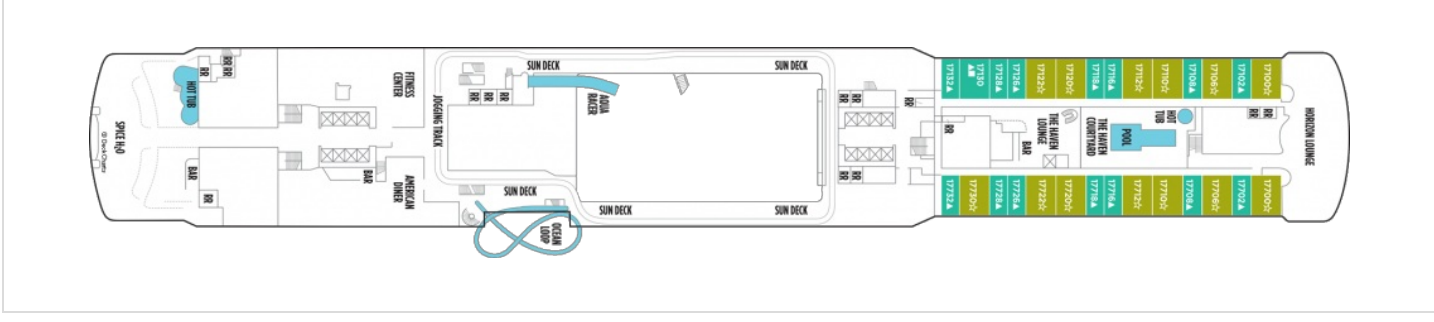 SPICE H₂O
© DeckChartz
HOT TUB
RR
RR RR
BAR
RR
FITNESS
CENTER
BAR
AMERICAN
DINER
JOGGING TRACK
SUN DECK
RR
RR
RR
AQUA
RACER
SUN DECK
SUN DECK
OCEAN
LOOP
SUN DECK
SUN DECK
RR
RR
RR
RR
RR
RR
THE HAVEN
LOUNGE
BAR
THE HAVEN
COURTYARD
POOL
HOT
TUB
RR
RR
HORIZON LOUNGE
17132▲
17130
▲■
17128▲
17126▲
17122☆
17120☆
17118▲
17116▲
17112☆
17110☆
17108▲
17106☆
17102▲
17100☆
17732▲
17730☆
17728▲
17726▲
17722☆
17720☆
17718▲
17716▲
17712☆
17710☆
17708▲
17706☆
17702▲
17700☆